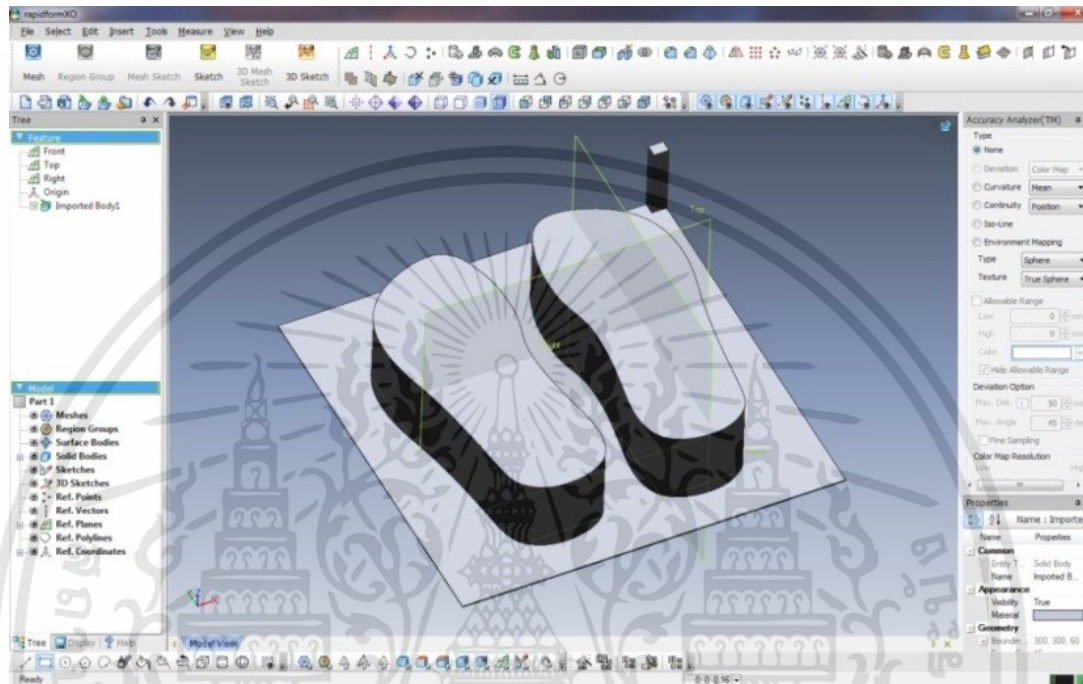 rapidformXO
File Select Edit Insert Tools Measure View Help
Mesh Region Group Mesh Sketch Sketch 3D Mesh Sketch 3D Sketch
Tree
Feature
Front
Top
Right
Origin
Imported Body1
Model
Part 1
Meshes
Region Groups
Surface Bodies
Solid Bodies
Sketches
3D Sketches
Ref. Points
Ref. Vectors
Ref. Planes
Ref. Polylines
Ref. Coordinates
Tree Display Help
Top
Model View
Ready
Accuracy Analyzer(TM)
Type
None
Deviation Color Map
Curvature Mean
Continuity Position
Iso-Line
Environment Mapping
Type Sphere
Texture True Sphere
Allowable Range
Low 0
High 0
Color
Hide Allowable Range
Deviation Option
Max. Dist. 50
Max. Angle 45
Fine Sampling
Color Map Resolution
Low
Properties
Name : Importe
Name Properties
Common
Entity T... Solid Body
Name Imported B...
Appearance
Visibility True
Material
Geometry
300, 300, 60